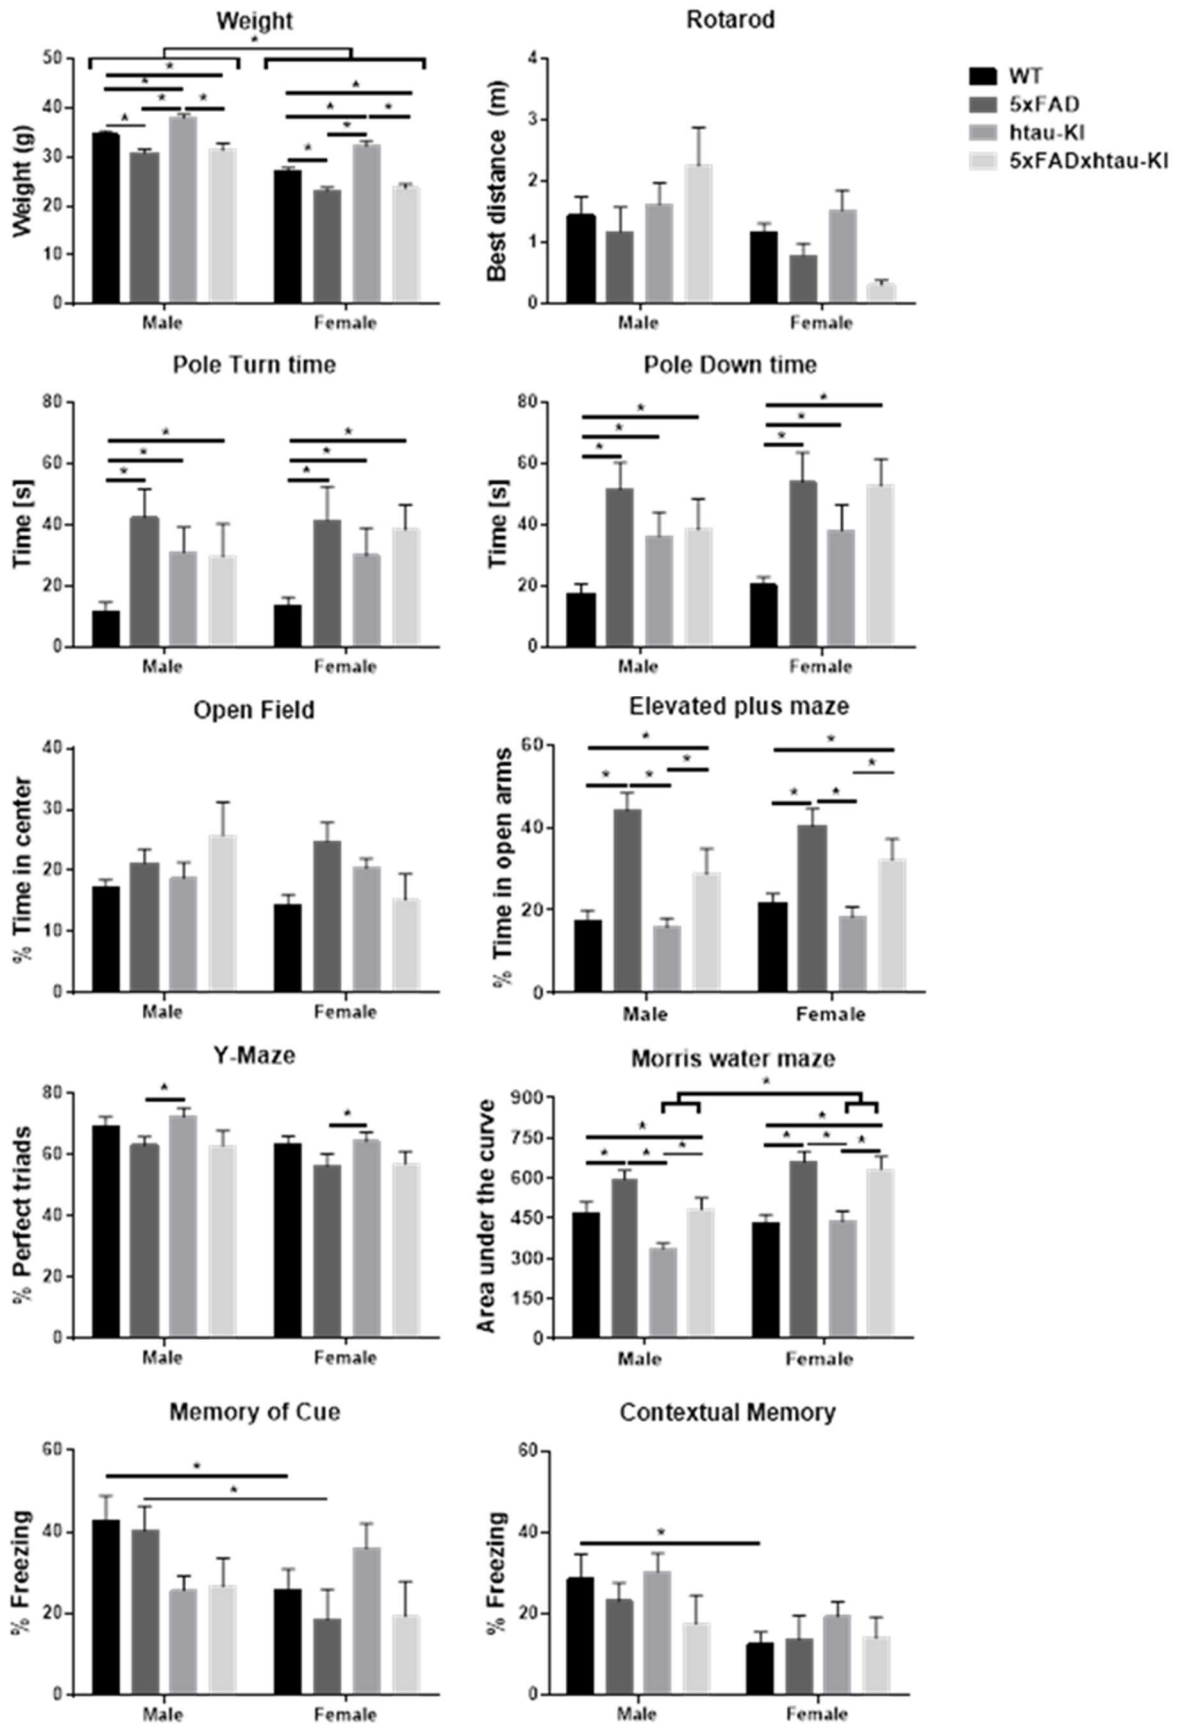 Weight
Rotarod
WT
5xFAD
htau-KI
5xFADxhtau-KI
Weight (g)
50
40
30
20
10
0
* * * * * *
* * * * *
Male
Female
Best distance (m)
4
3
2
1
0
Male
Female
Pole Turn time
Pole Down time
Time [s]
80
60
40
20
0
* * *
* * *
Male
Female
Time [s]
80
60
40
20
0
* * *
* * *
Male
Female
Open Field
Elevated plus maze
% Time in center
40
30
20
10
0
Male
Female
% Time in open arms
60
40
20
0
* * * *
* * * *
Male
Female
Y-Maze
Morris water maze
% Perfect triads
80
60
40
20
0
*
*
Male
Female
Area under the curve
900
750
600
450
300
150
0
*
* * * *
* * * *
Male
Female
Memory of Cue
Contextual Memory
% Freezing
60
40
20
0
*
*
Male
Female
% Freezing
60
40
20
0
*
Male
Female